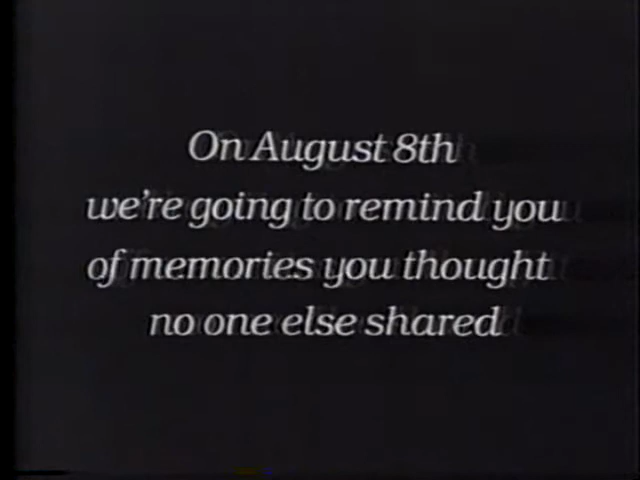 On August 8th
we're going to remind you
of memories you thought
no one else shared